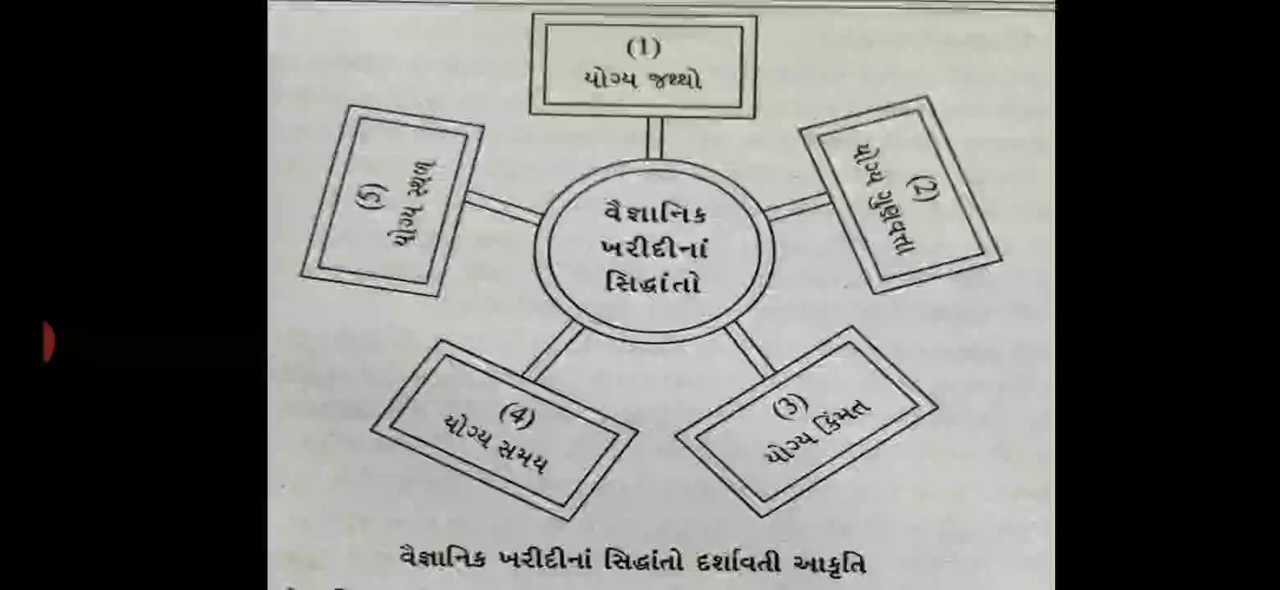 (1)
યોગ્ય જથ્થો
(2)
યોગ્ય ગુણવત્તા
(3)
યોગ્ય કિંમત
(4)
યોગ્ય સમય
(5)
યોગ્ય સ્થળ
વૈજ્ઞાનિક
ખરીદીનાં
સિદ્ધાંતો
વૈજ્ઞાનિક ખરીદીનાં સિદ્ધાંતો દર્શાવતી આકૃતિ